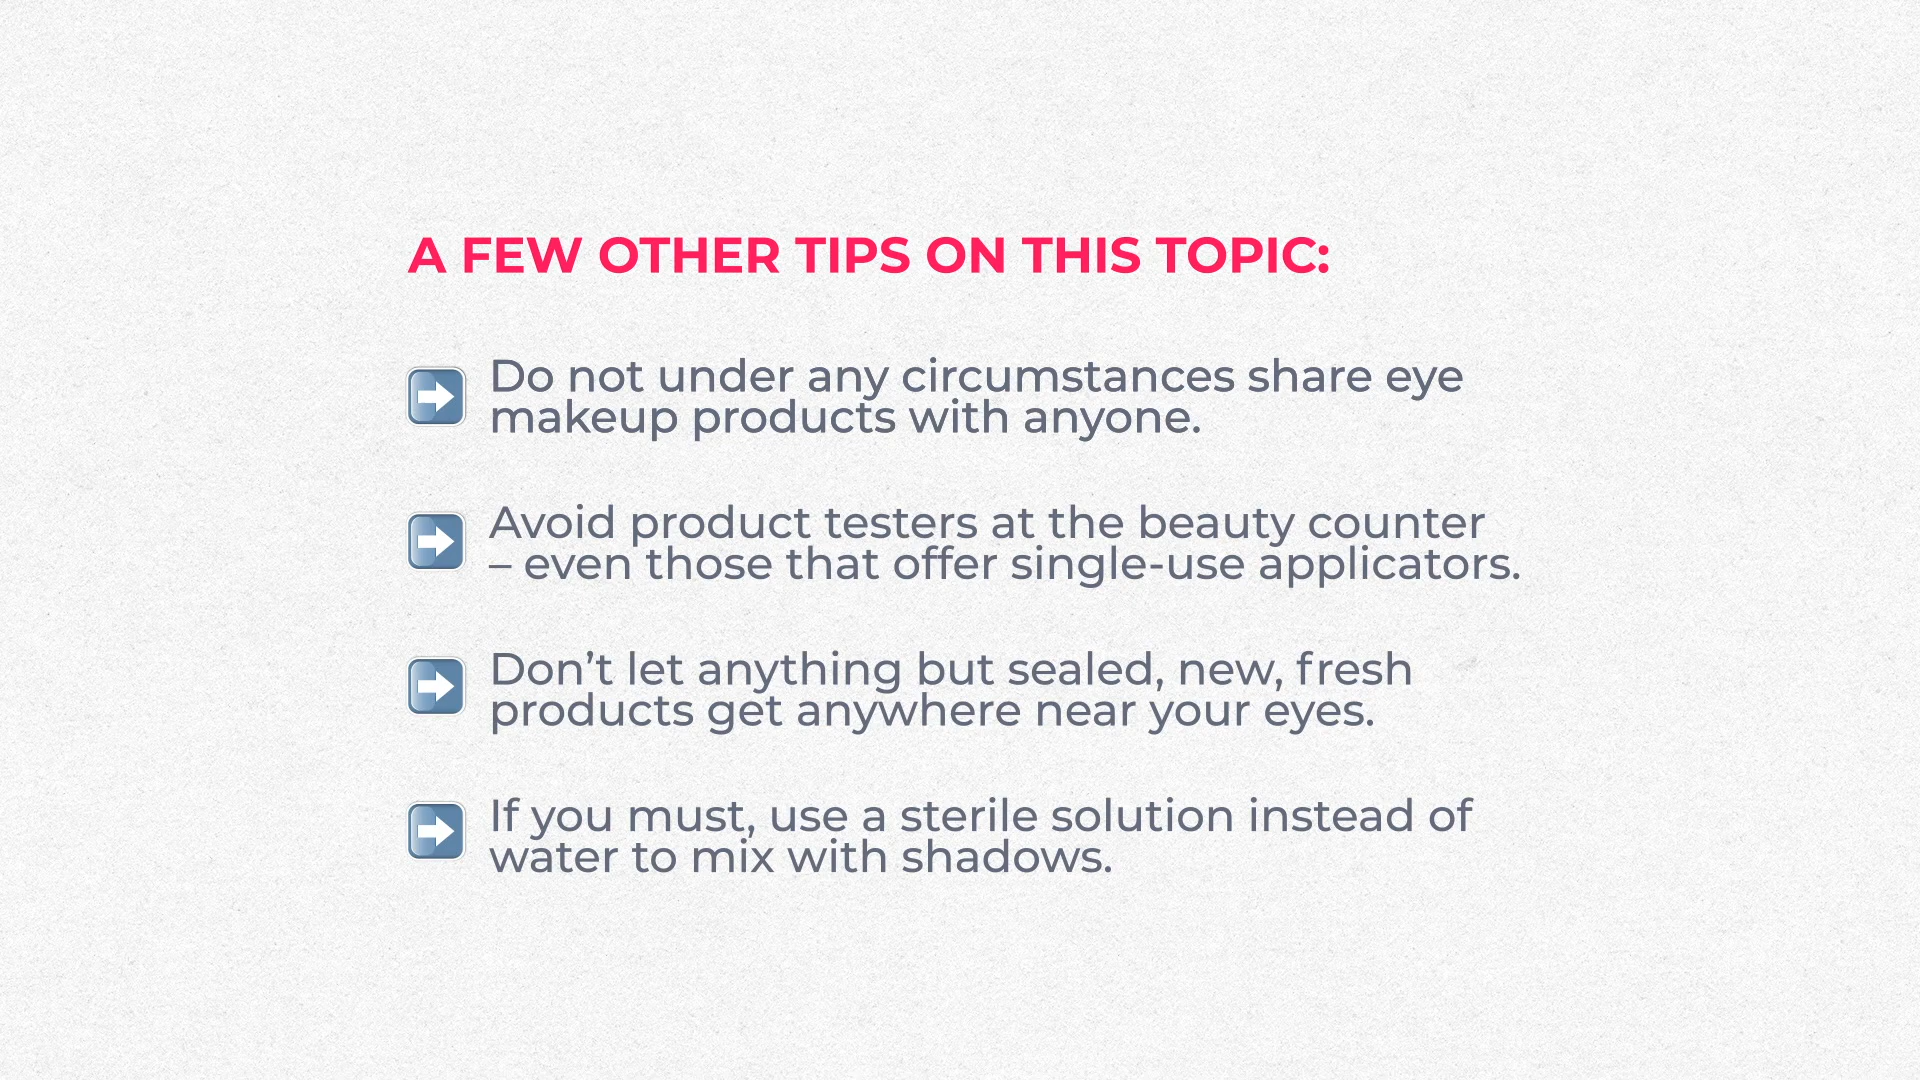 A FEW OTHER TIPS ON THIS TOPIC:
Do not under any circumstances share eye
makeup products with anyone.
Avoid product testers at the beauty counter
– even those that offer single-use applicators.
Don’t let anything but sealed, new, fresh
products get anywhere near your eyes.
If you must, use a sterile solution instead of
water to mix with shadows.